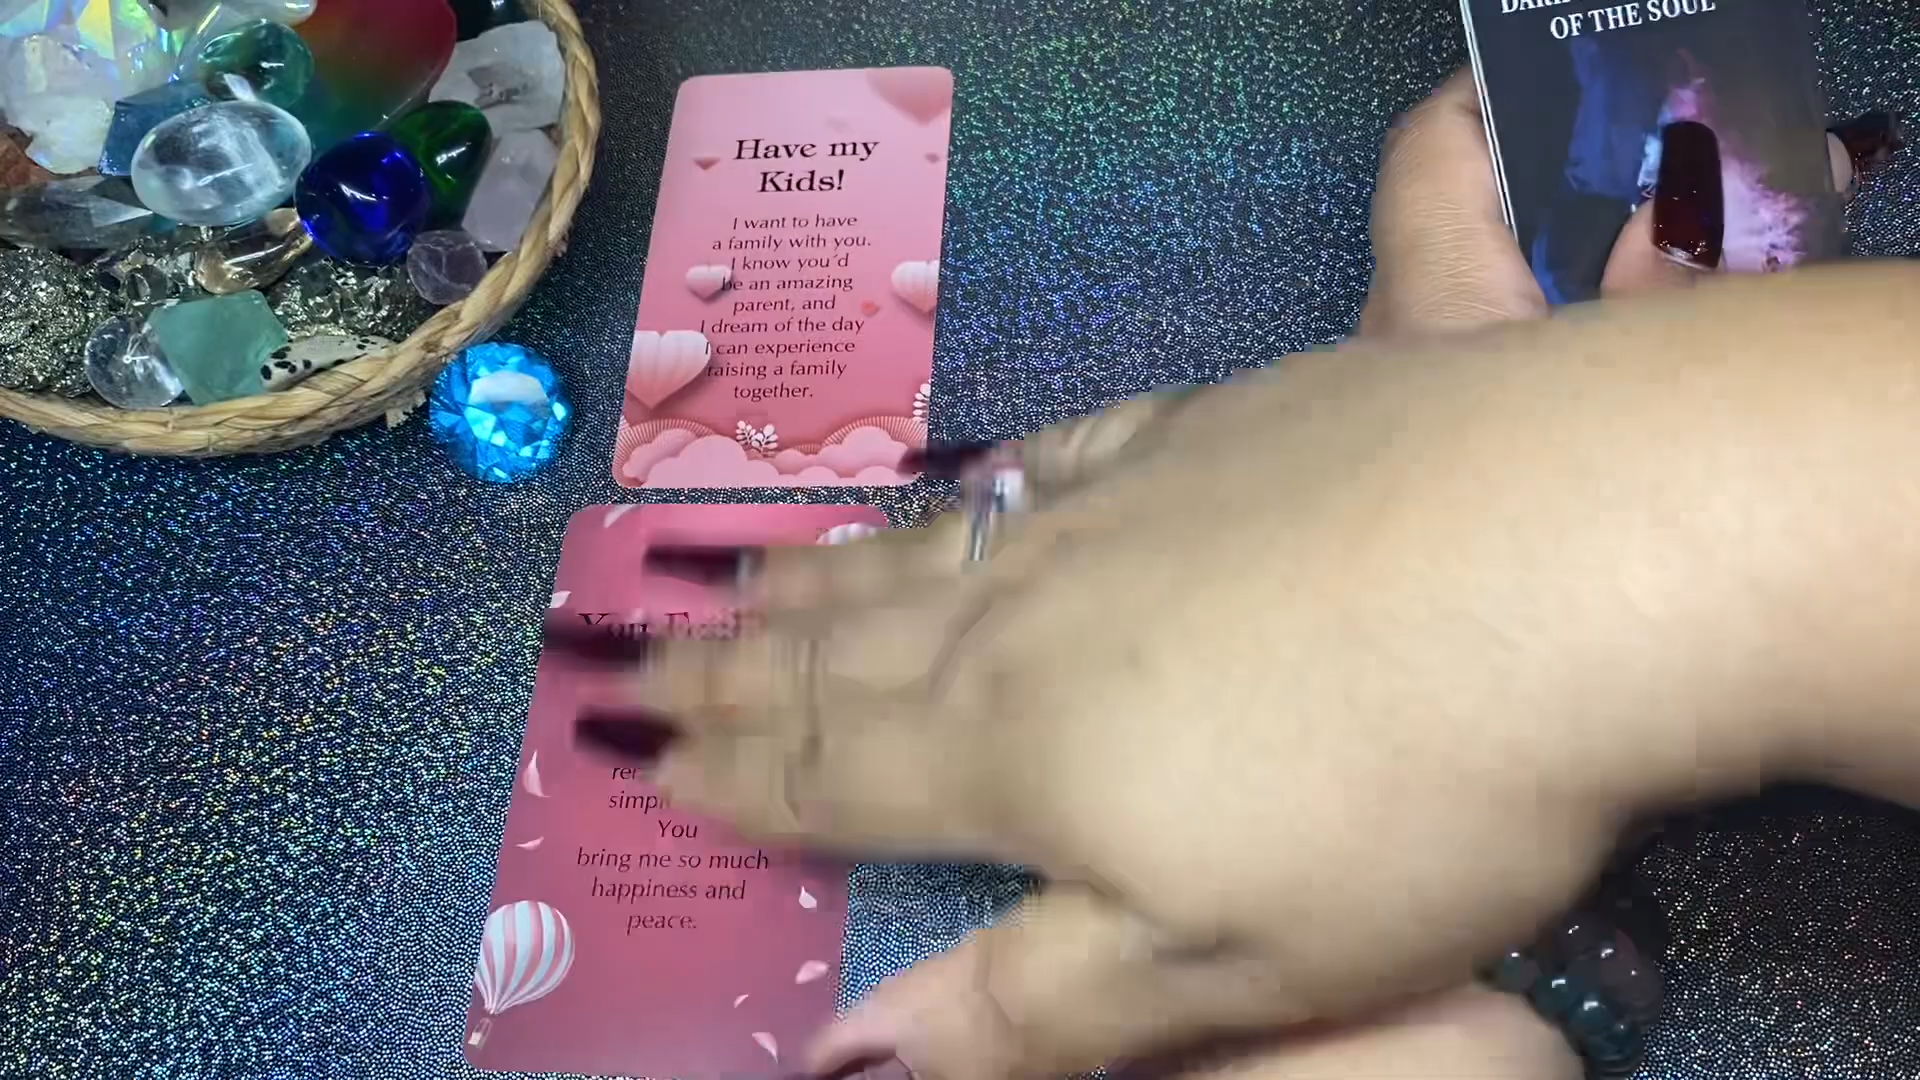 OF THE SOUL
Have my
Kids!
I want to have
a family with you.
I know you'd
be an amazing
parent, and
I dream of the day
I can experience
raising a family
together.
You
You
bring me so much
happiness and
peace.